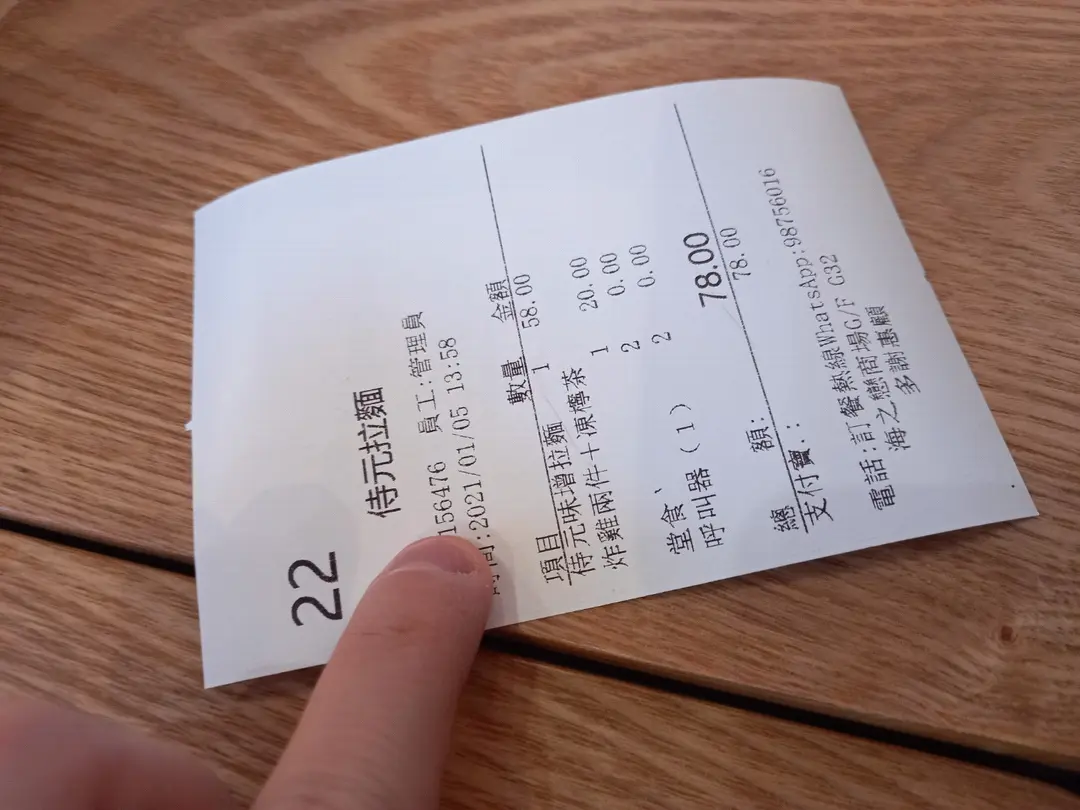 22
侍元拉麵
156476 員工:管理員
時間:2021/01/05 13:58
項目 數量 金額
侍元味增拉麵 1 58.00
炸雞兩件＋凍檸茶 1 20.00
堂食、 2 0.00
呼叫器（1） 2 0.00
總 額: 78.00
支付寶:: 78.00
電話:訂餐熱線WhatsApp:98756016
海之戀商場G/F G32
多謝惠顧